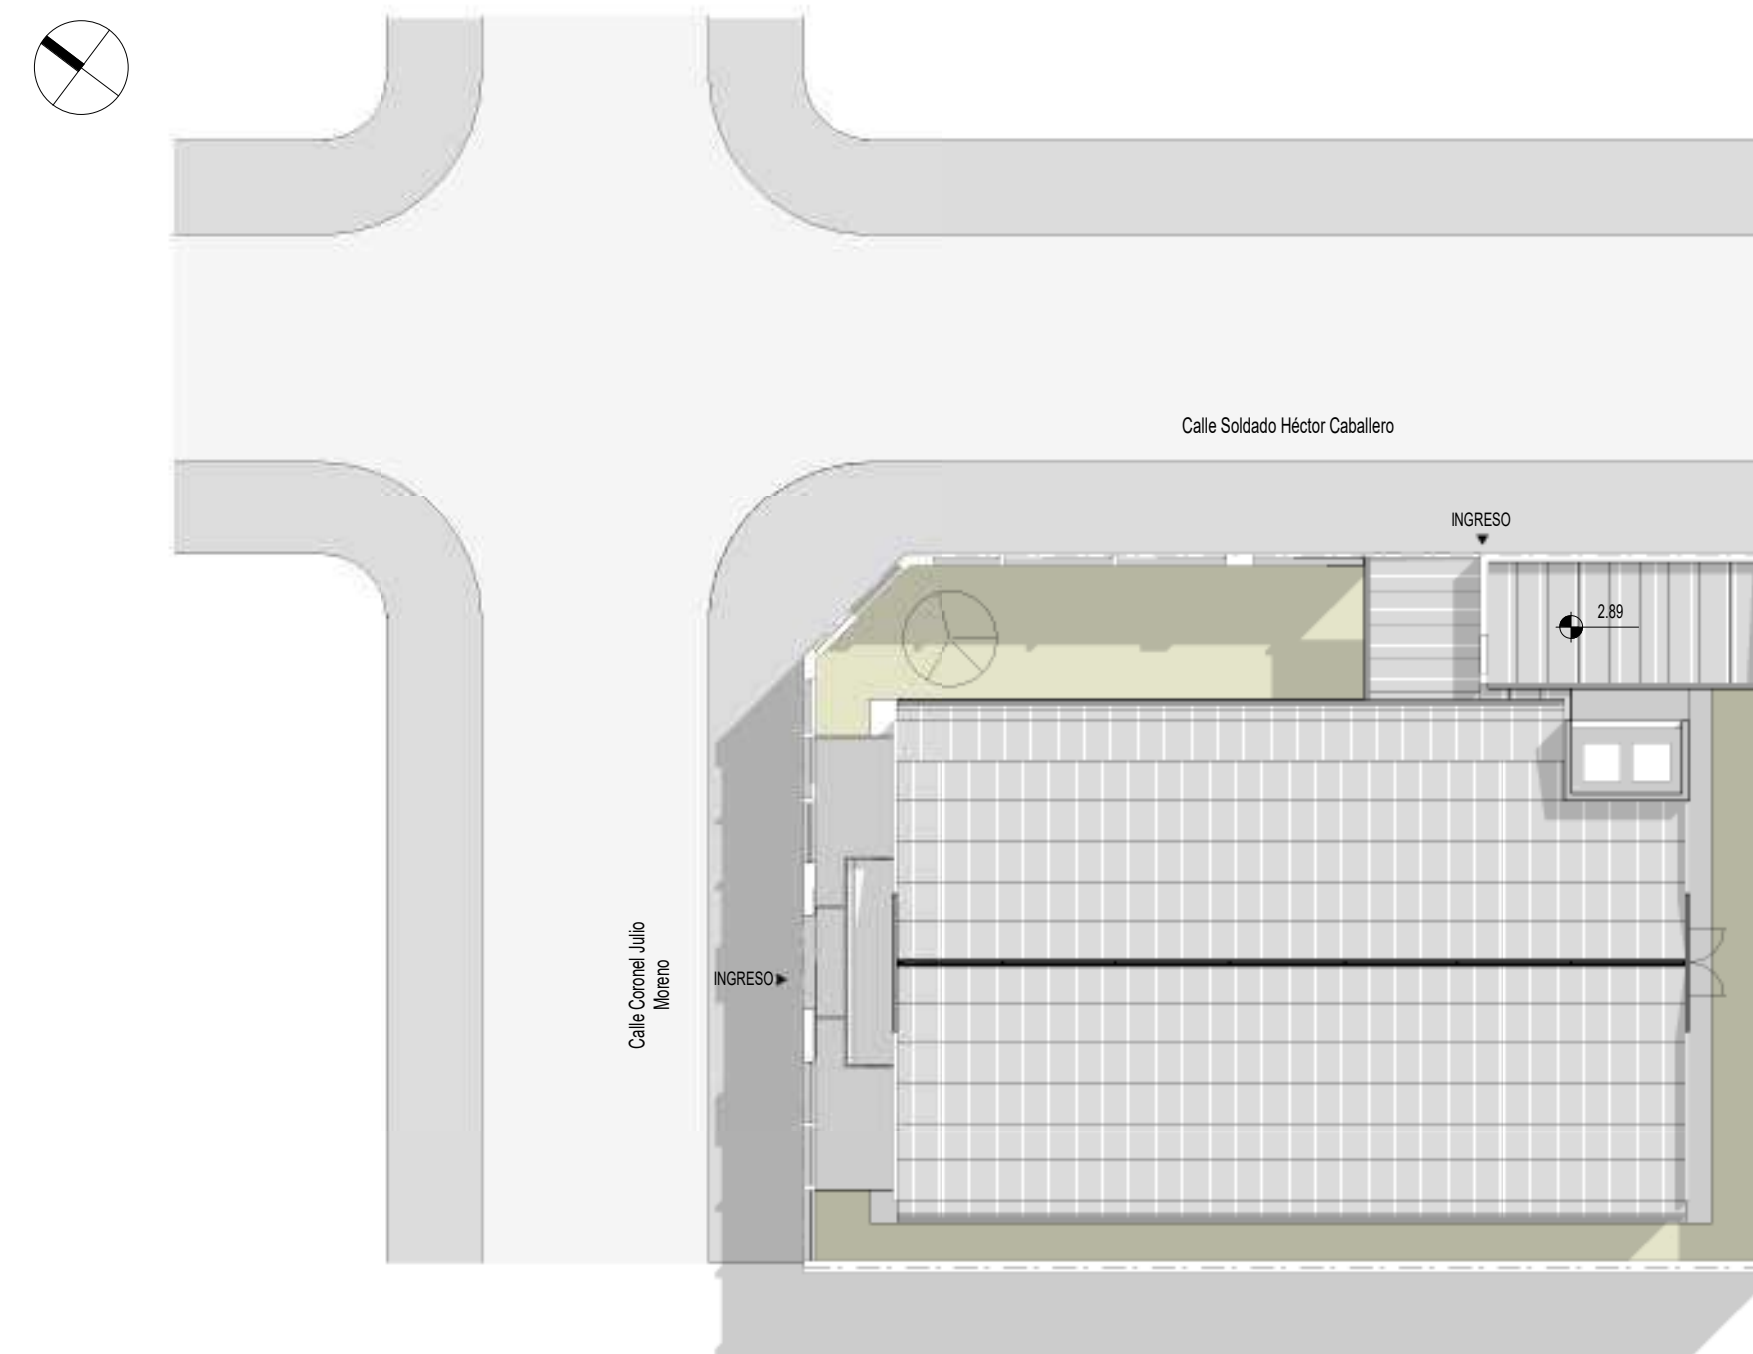 Calle Soldado Héctor Caballero
INGRESO
2.89
Calle Coronel Julio
Moreno
INGRESO